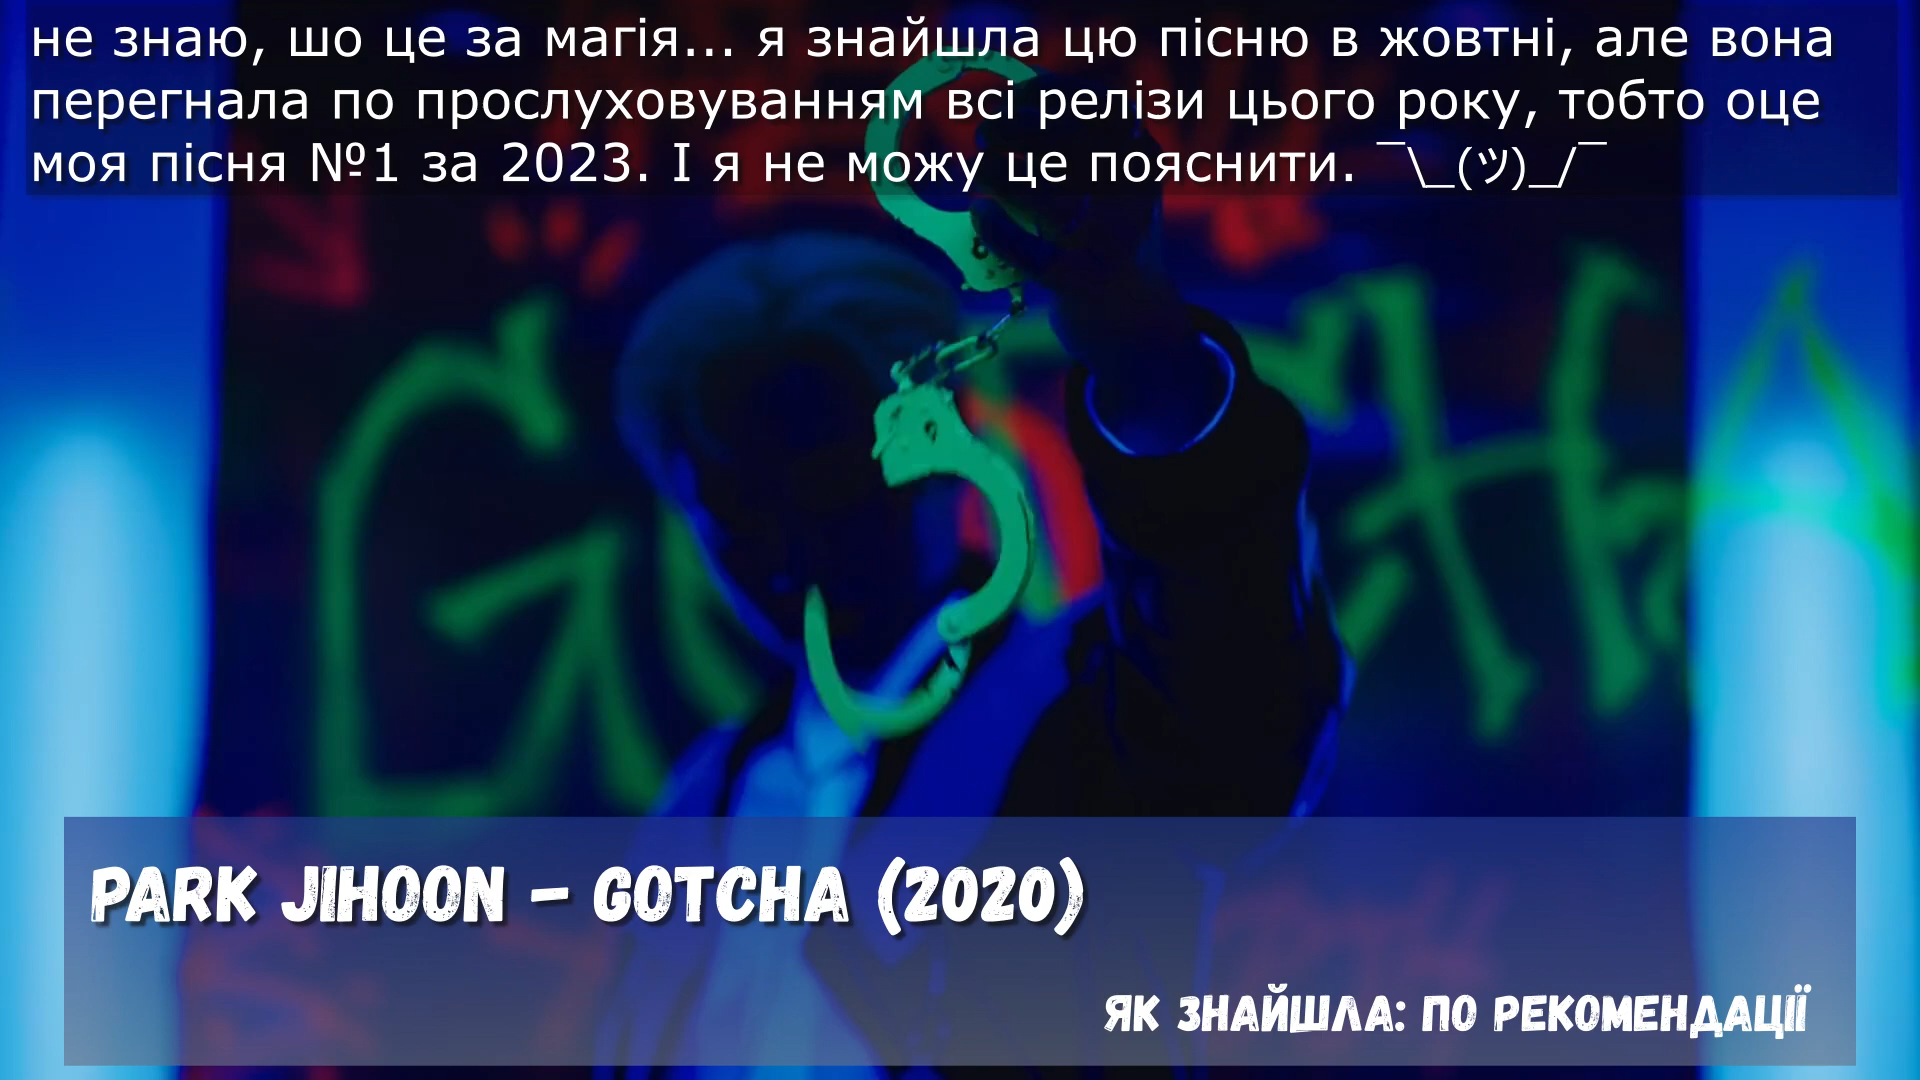 не знаю, шо це за магія... я знайшла цю пісню в жовтні, але вона
перегнала по прослуховуванням всі релізи цього року, тобто оце
моя пісня №1 за 2023. І я не можу це пояснити. ¯\_(ツ)_/¯
PARK JIHOON - GOTCHA (2020)
ЯК ЗНАЙШЛА: ПО РЕКОМЕНДАЦІЇ